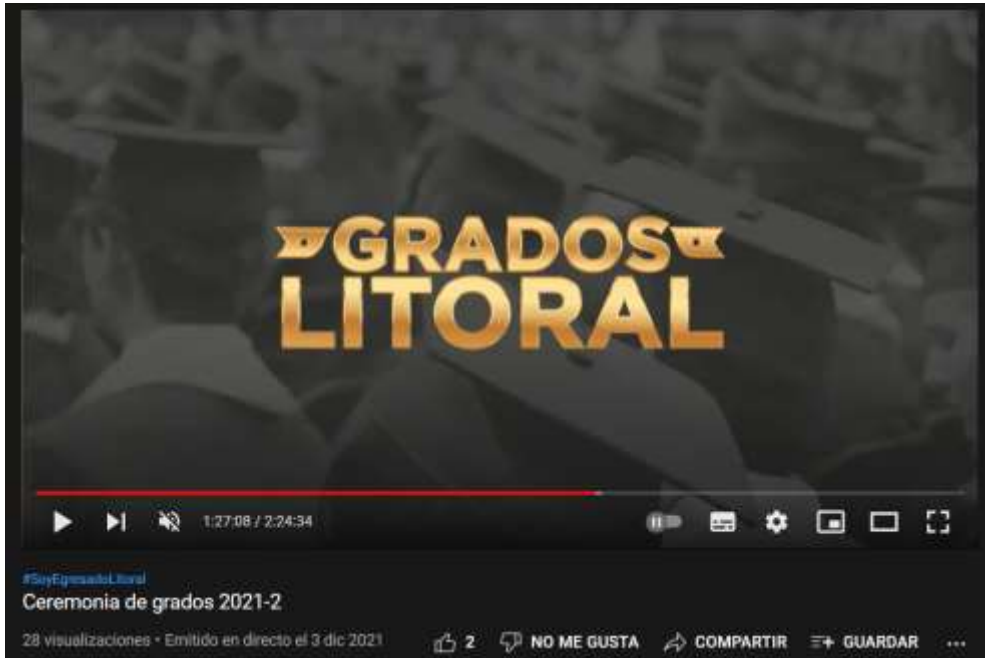 GRADOS
LITORAL
1:27:08 / 2:24:34
#SoyEgresadoLitoral
Ceremonia de grados 2021-2
28 visualizaciones • Emitido en directo el 3 dic 2021 2 NO ME GUSTA COMPARTIR GUARDAR ...